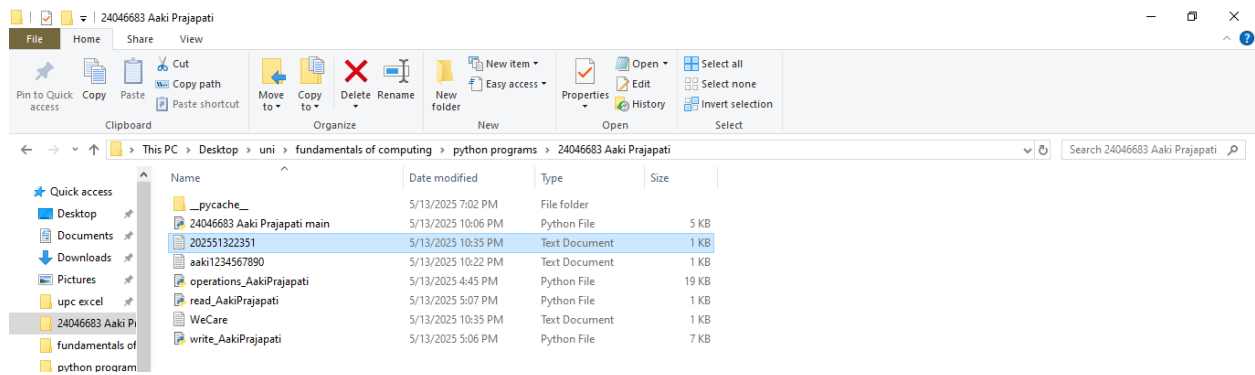 24046683 Aaki Prajapati
File Home Share View
Pin to Quick access
Copy
Paste
Cut
Copy path
Paste shortcut
Clipboard
Move to
Copy to
Delete
Rename
Organize
New folder
New item
Easy access
New
Properties
Open
Edit
History
Open
Select all
Select none
Invert selection
Select
This PC > Desktop > uni > fundamentals of computing > python programs > 24046683 Aaki Prajapati
Search 24046683 Aaki Prajapati
Quick access
Desktop
Documents
Downloads
Pictures
upc excel
24046683 Aaki Pr
fundamentals of
python program
Name Date modified Type Size
__pycache__ 5/13/2025 7:02 PM File folder
24046683 Aaki Prajapati main 5/13/2025 10:06 PM Python File 5 KB
202551322351 5/13/2025 10:35 PM Text Document 1 KB
aaki1234567890 5/13/2025 10:22 PM Text Document 1 KB
operations_AakiPrajapati 5/13/2025 4:45 PM Python File 19 KB
read_AakiPrajapati 5/13/2025 5:07 PM Python File 1 KB
WeCare 5/13/2025 10:35 PM Text Document 1 KB
write_AakiPrajapati 5/13/2025 5:06 PM Python File 7 KB